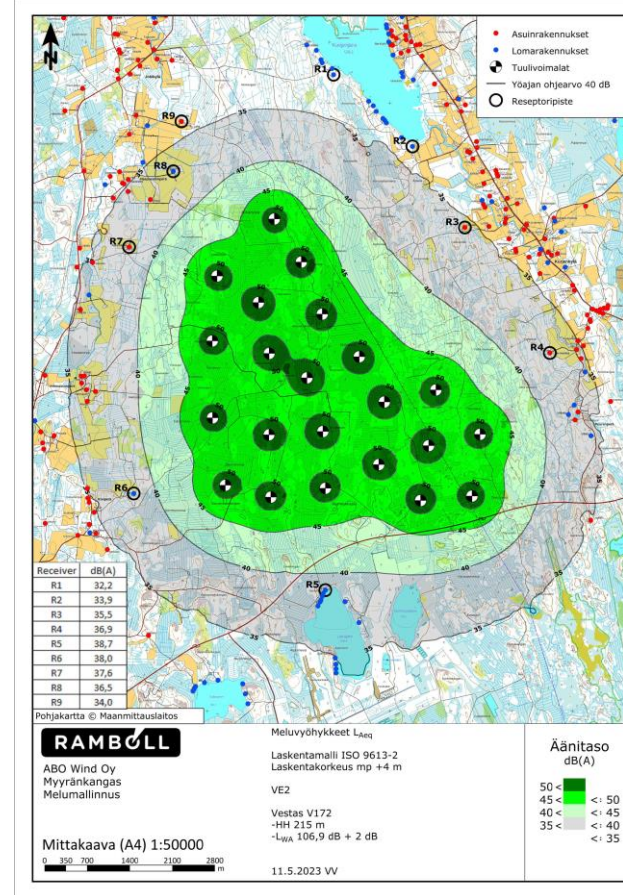 N
Asuinrakennukset
Lomarakennukset
Tuulivoimalat
Yöajan ohjearvo 40 dB
Reseptoripiste
R1
R2
R3
R4
R5
R6
R7
R8
R9
35
40
45
50
Receiver dB(A)
R1 32,2
R2 33,9
R3 35,5
R4 36,9
R5 38,7
R6 38,0
R7 37,6
R8 36,5
R9 34,0
Pohjakartta © Maanmittauslaitos
RAMBOLL
ABO Wind Oy
Myyränkangas
Melumallinnus
Mittakaava (A4) 1:50000
0 350 700 1400 2100 2800
m
Meluvyöhykkeet LAeq
Laskentamalli ISO 9613-2
Laskentakorkeus mp +4 m
VE2
Vestas V172
-HH 215 m
-LWA 106,9 dB + 2 dB
11.5.2023 VV
Äänitaso
dB(A)
50 <
45 < <= 50
40 < <= 45
35 < <= 40
<= 35